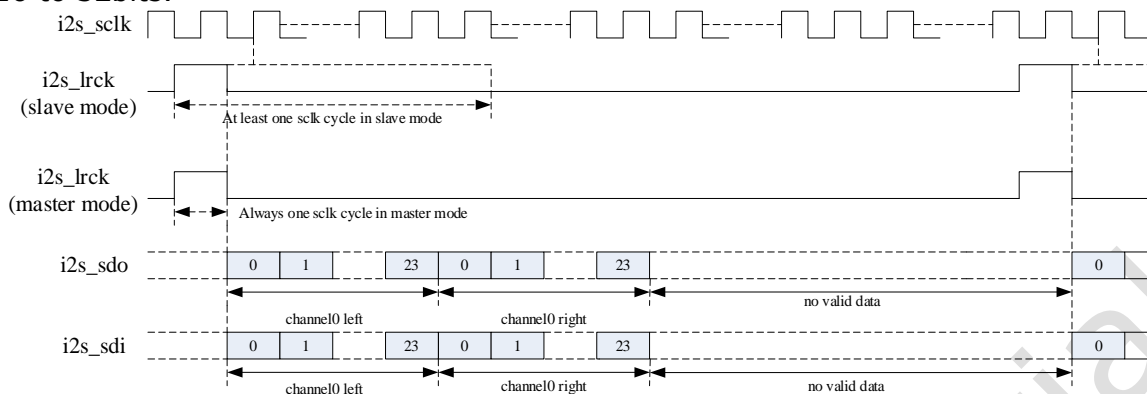 i2s_sclk
i2s_lrck
(slave mode)
At least one sclk cycle in slave mode
i2s_lrck
(master mode)
Always one sclk cycle in master mode
i2s_sdo
0 1 23 0 1 23 0
channel0 left channel0 right no valid data
i2s_sdi
0 1 23 0 1 23 0
channel0 left channel0 right no valid data